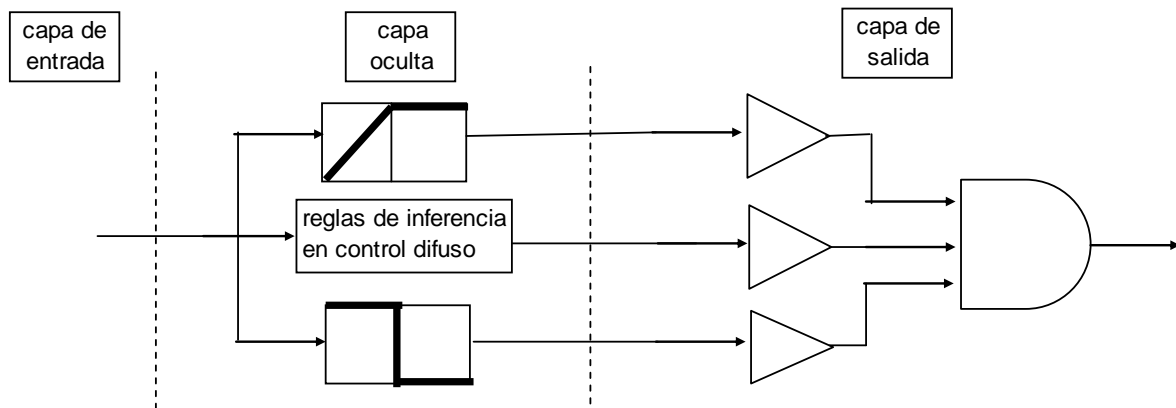 capa de
entrada
capa
oculta
capa de
salida
reglas de inferencia
en control difuso